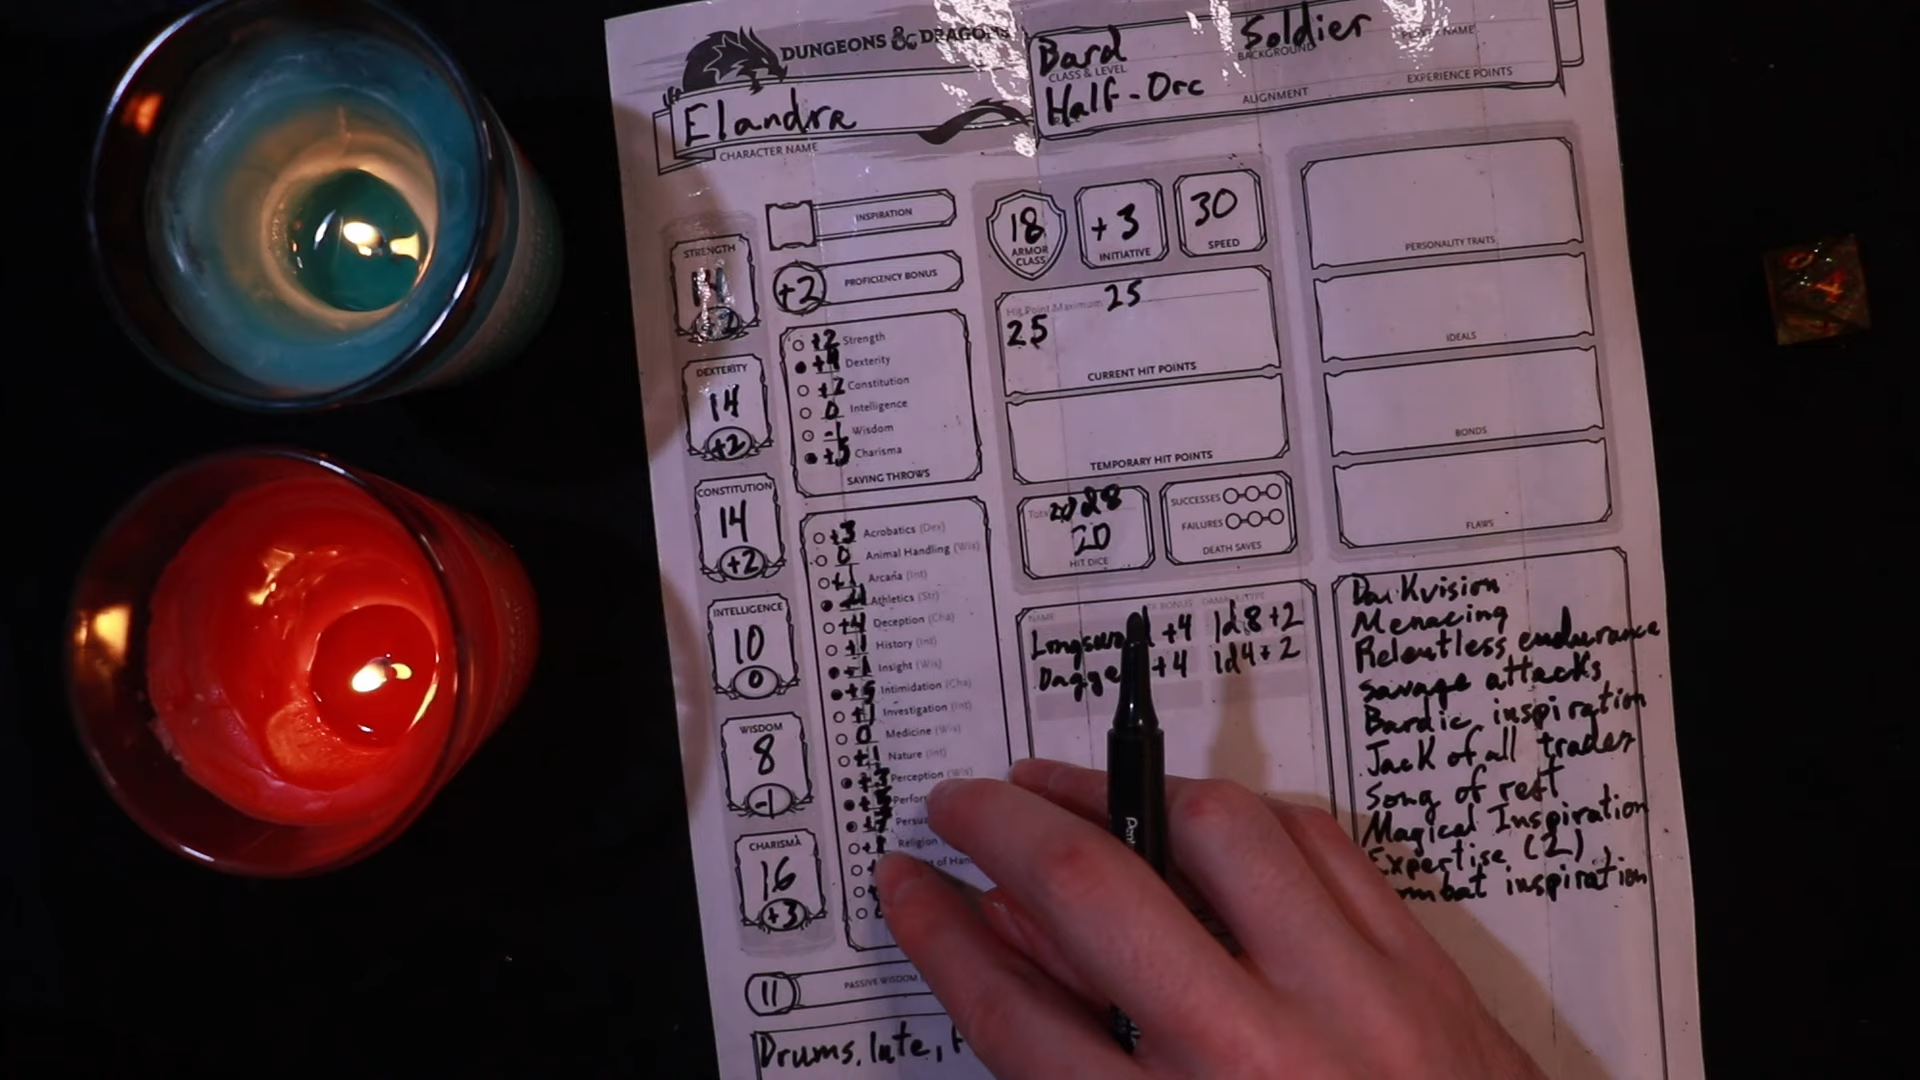 DUNGEONS & DRAGONS
Bard
CLASS & LEVEL
Soldier
BACKGROUND
NAME
Half-Orc
ALIGNMENT
EXPERIENCE POINTS
Elandra
CHARACTER NAME
INSPIRATION
+2 PROFICIENCY BONUS
STRENGTH
DEXTERITY
14
+2
CONSTITUTION
14
+2
INTELLIGENCE
10
0
WISDOM
8
-1
CHARISMA
16
+3
+2 Strength
+4 Dexterity
+2 Constitution
0 Intelligence
-1 Wisdom
+5 Charisma
SAVING THROWS
+3 Acrobatics (Dex)
0 Animal Handling (Wis)
+1 Arcana (Int)
Athletics (Str)
+4 Deception (Cha)
+1 History (Int)
Insight (Wis)
+5 Intimidation (Cha)
+1 Investigation (Int)
0 Medicine (Wis)
+1 Nature (Int)
+3 Perception (Wis)
Religion
11 PASSIVE WISDOM
Drums, lute,
18
ARMOR
CLASS
+3
INITIATIVE
30
SPEED
Hit Point Maximum 25
25
CURRENT HIT POINTS
TEMPORARY HIT POINTS
20d8
20
HIT DICE
SUCCESSES
FAILURES
DEATH SAVES
NAME
+4 1d8+2
+4 1d4+2
PERSONALITY TRAITS
IDEALS
BONDS
FLAWS
Darkvision
Menacing
Relentless endurance
savage attacks
Bardic inspiration
Jack of all trades
Song of rest
Magical Inspiration
Expertise (2)
inspiration